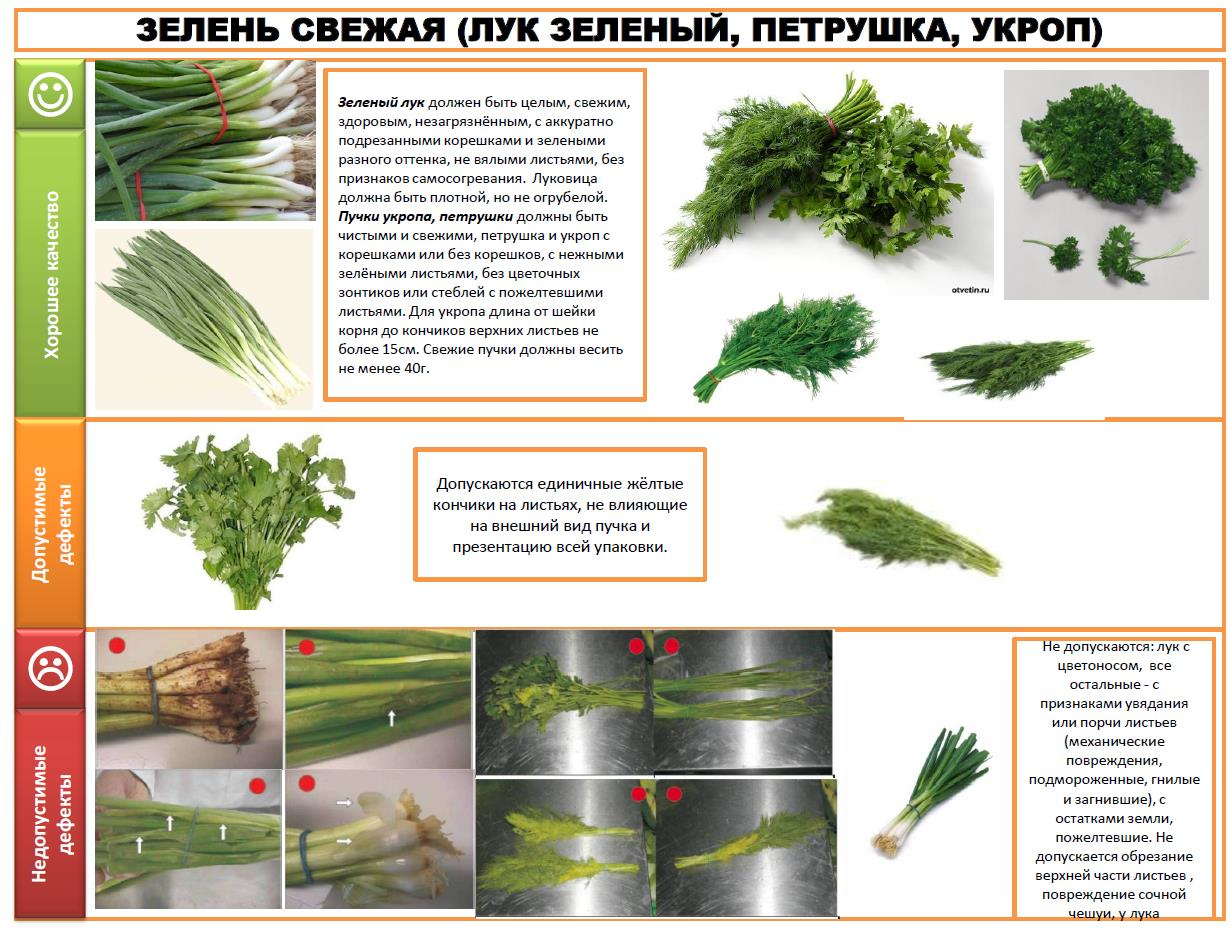 ЗЕЛЕНЬ СВЕЖАЯ (ЛУК ЗЕЛЕНЫЙ, ПЕТРУШКА, УКРОП)
Хорошее качество
Зеленый лук должен быть целым, свежим,
здоровым, незагрязнённым, с аккуратно
подрезанными корешками и зелеными
разного оттенка, не вялыми листьями, без
признаков самосогревания. Луковица
должна быть плотной, но не огрубелой.
Пучки укропа, петрушки должны быть
чистыми и свежими, петрушка и укроп с
корешками или без корешков, с нежными
зелёными листьями, без цветочных
зонтиков или стеблей с пожелтевшими
листьями. Для укропа длина от шейки
корня до кончиков верхних листьев не
более 15см. Свежие пучки должны весить
не менее 40г.
otvetin.ru
Допустимые
дефекты
Допускаются единичные жёлтые
кончики на листьях, не влияющие
на внешний вид пучка и
презентацию всей упаковки.
Недопустимые
дефекты
Не допускаются: лук с
цветоносом, все
остальные - с
признаками увядания
или порчи листьев
(механические
повреждения,
подмороженные, гнилые
и загнившие), с
остатками земли,
пожелтевшие. Не
допускается обрезание
верхней части листьев ,
повреждение сочной
чешуи, у лука